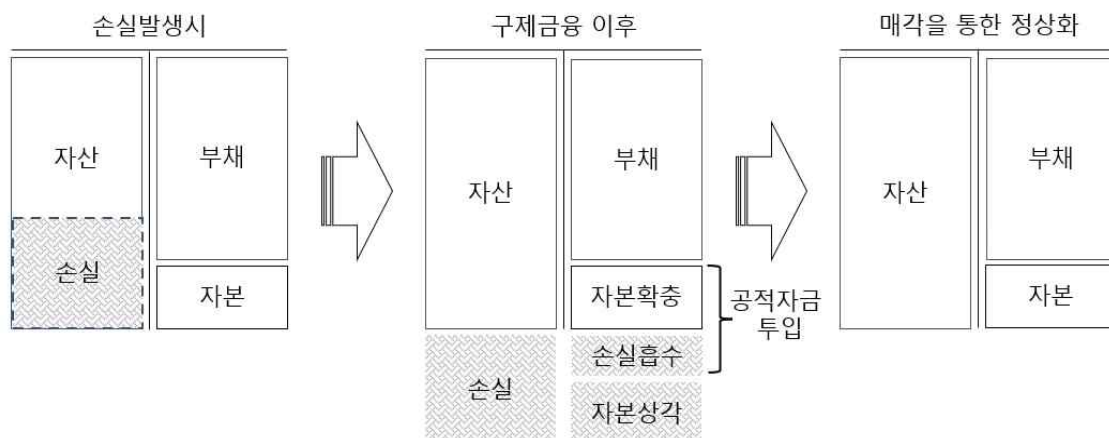 손실발생시
자산
손실
부채
자본
구제금융 이후
자산
손실
부채
자본확충
손실흡수
자본상각
공적자금
투입
매각을 통한 정상화
자산
부채
자본